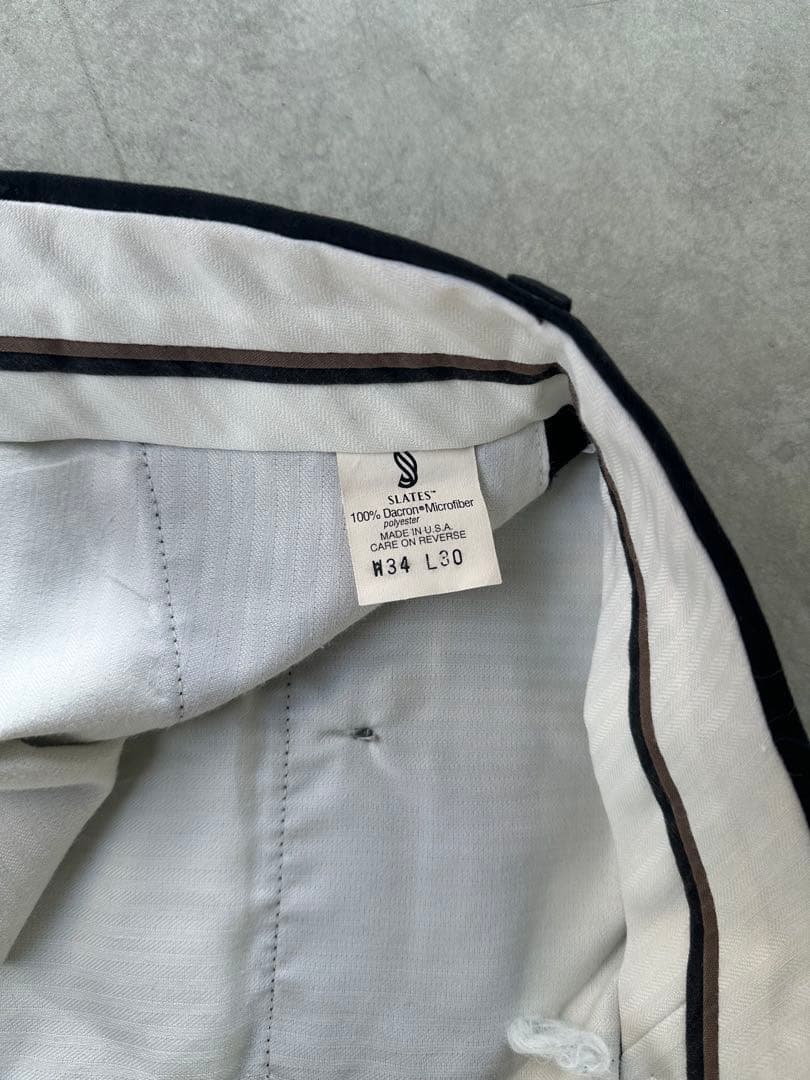 SLATES™
100% Dacron® Microfiber
polyester
MADE IN U.S.A.
CARE ON REVERSE
W34 L30